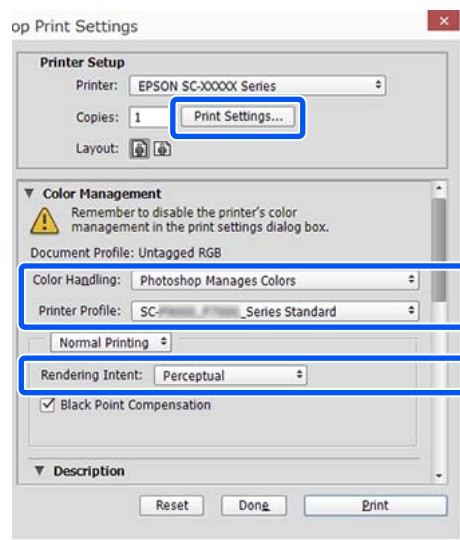 op Print Settings
Printer Setup
Printer: EPSON SC-XXXXX Series
Copies: 1 Print Settings...
Layout:
Color Management
Remember to disable the printer's color
management in the print settings dialog box.
Document Profile: Untagged RGB
Color Handling: Photoshop Manages Colors
Printer Profile: SC- _Series Standard
Normal Printing
Rendering Intent: Perceptual
Black Point Compensation
Description
Reset Done Print